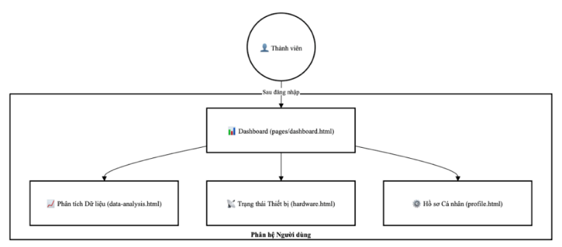 👤 Thành viên
Sau đăng nhập
📊 Dashboard (pages/dashboard.html)
📈 Phân tích Dữ liệu (data-analysis.html)
📡 Trạng thái Thiết bị (hardware.html)
⚙️ Hồ sơ Cá nhân (profile.html)
Phân hệ Người dùng